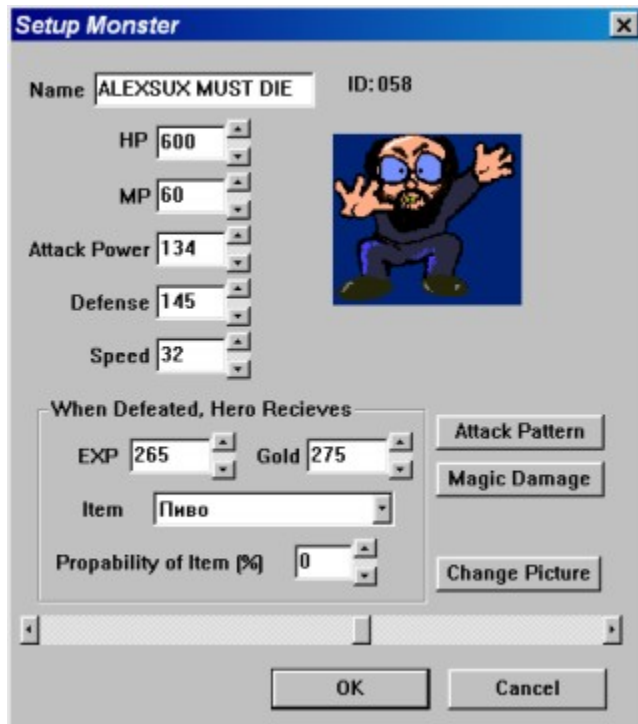 Setup Monster
Name ALEXSUX MUST DIE ID:058
HP 600
MP 60
Attack Power 134
Defense 145
Speed 32
When Defeated, Hero Recieves
EXP 265 Gold 275
Attack Pattern
Magic Damage
Item Пиво
Propability of Item (%) 0
Change Picture
OK Cancel